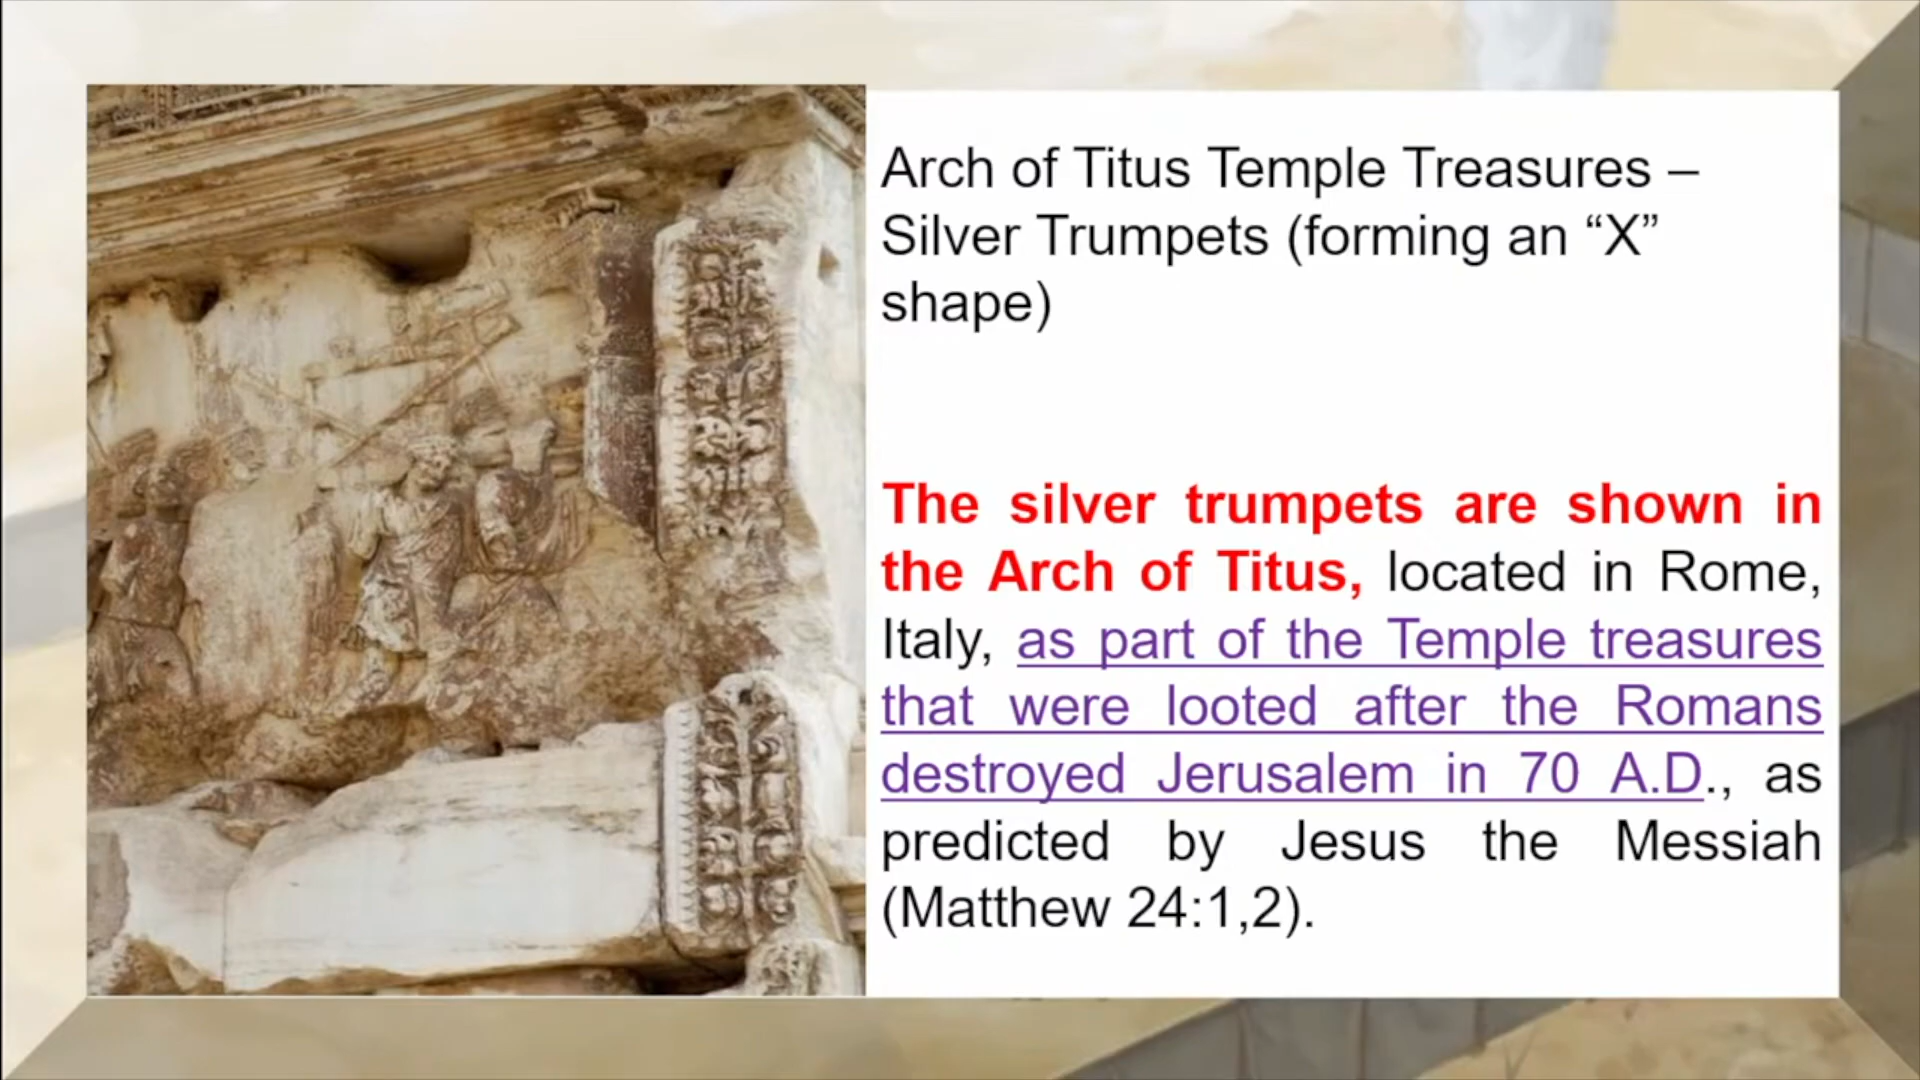 Arch of Titus Temple Treasures –
Silver Trumpets (forming an “X”
shape)
The silver trumpets are shown in
the Arch of Titus, located in Rome,
Italy, as part of the Temple treasures
that were looted after the Romans
destroyed Jerusalem in 70 A.D., as
predicted by Jesus the Messiah
(Matthew 24:1,2).